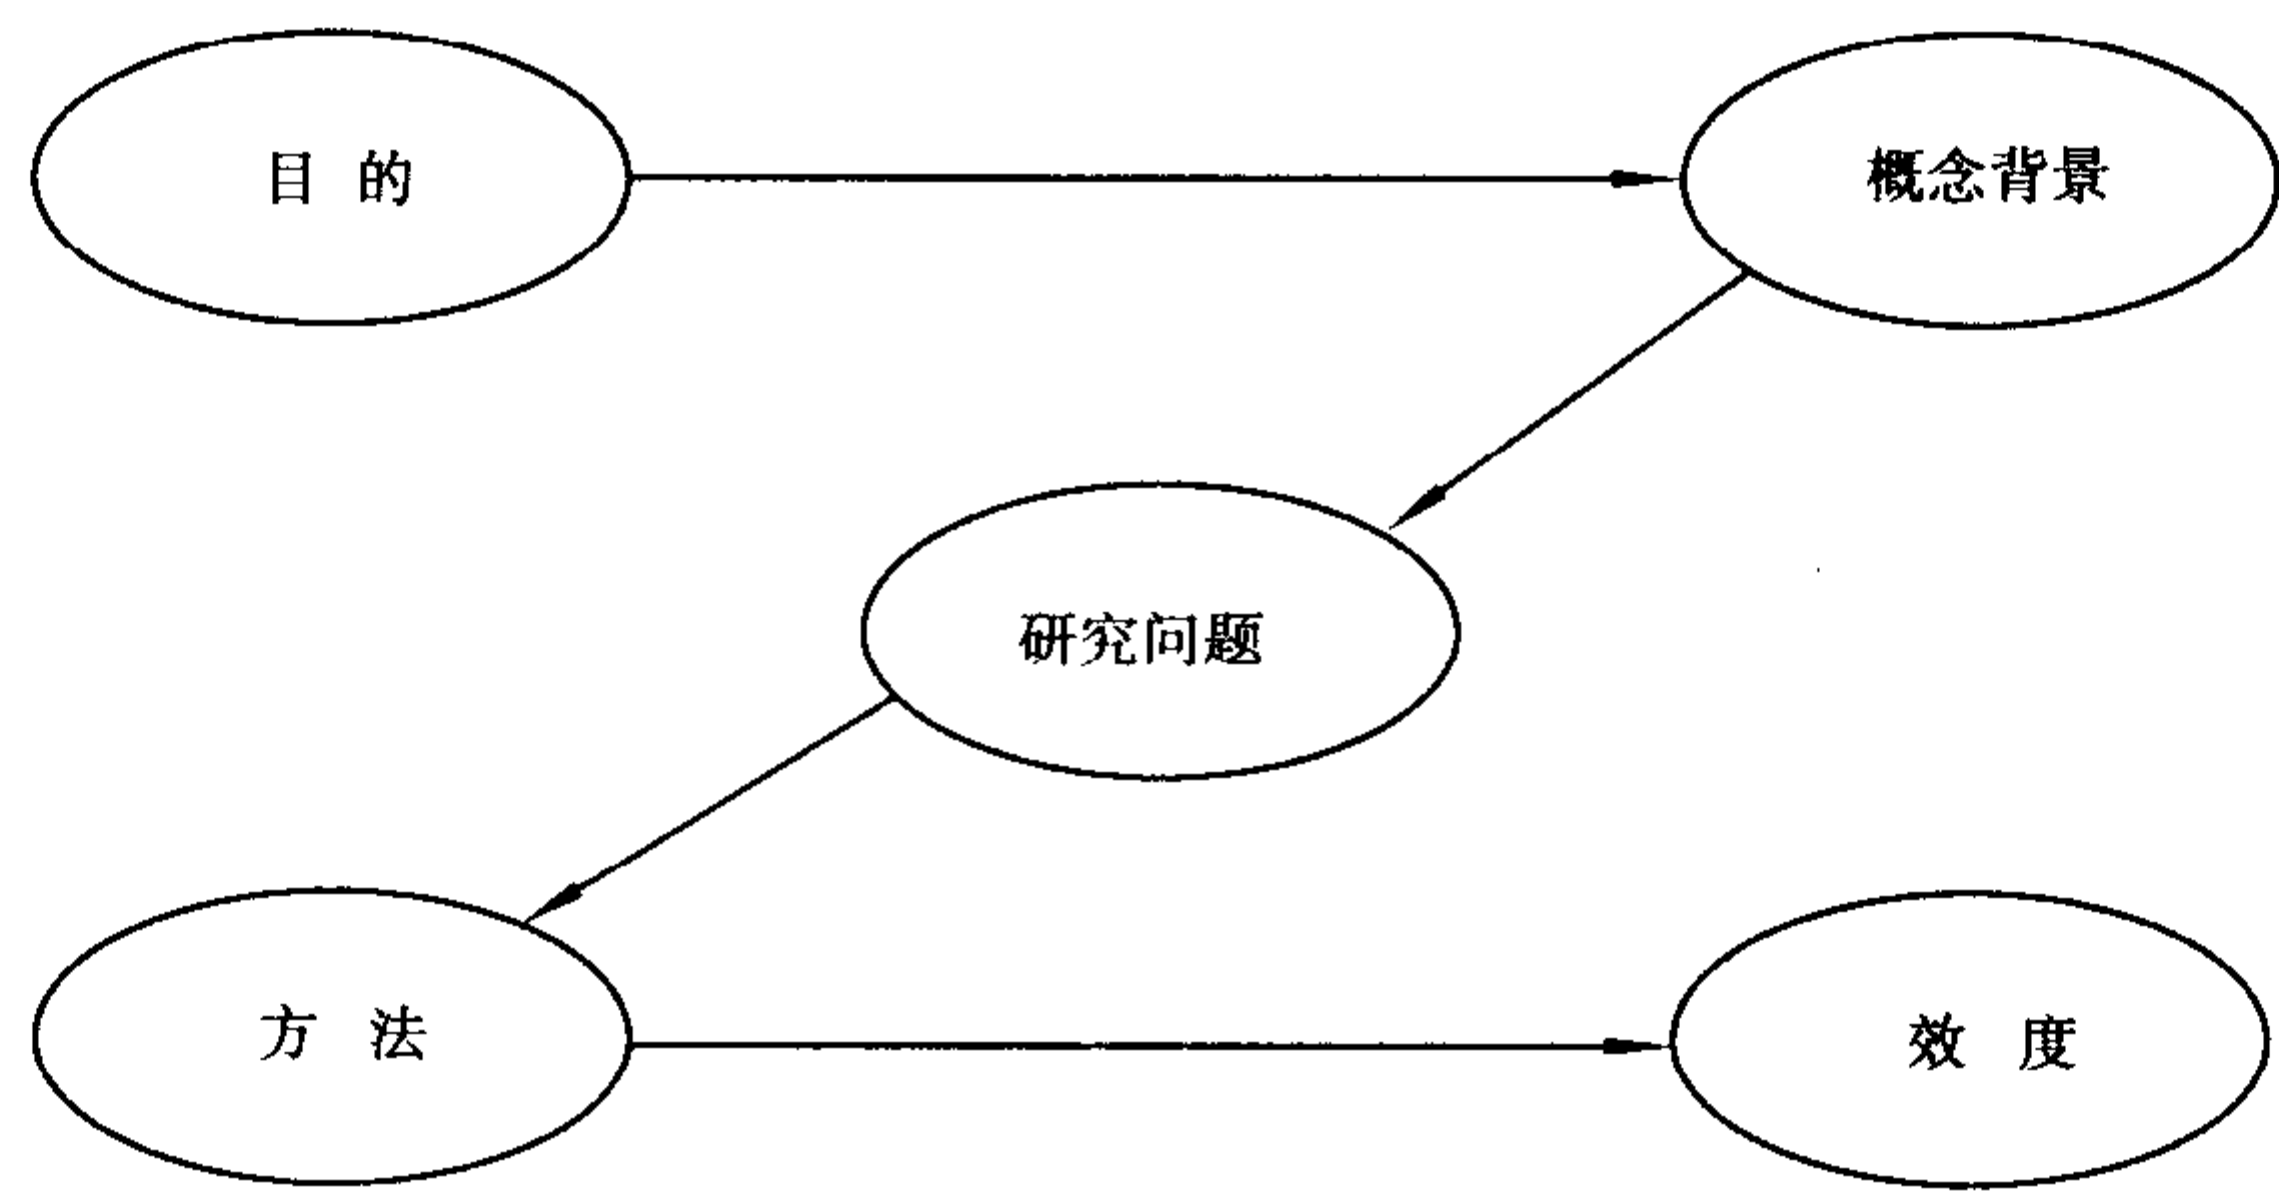 目 的
概念背景
研究问题
方 法
效 度